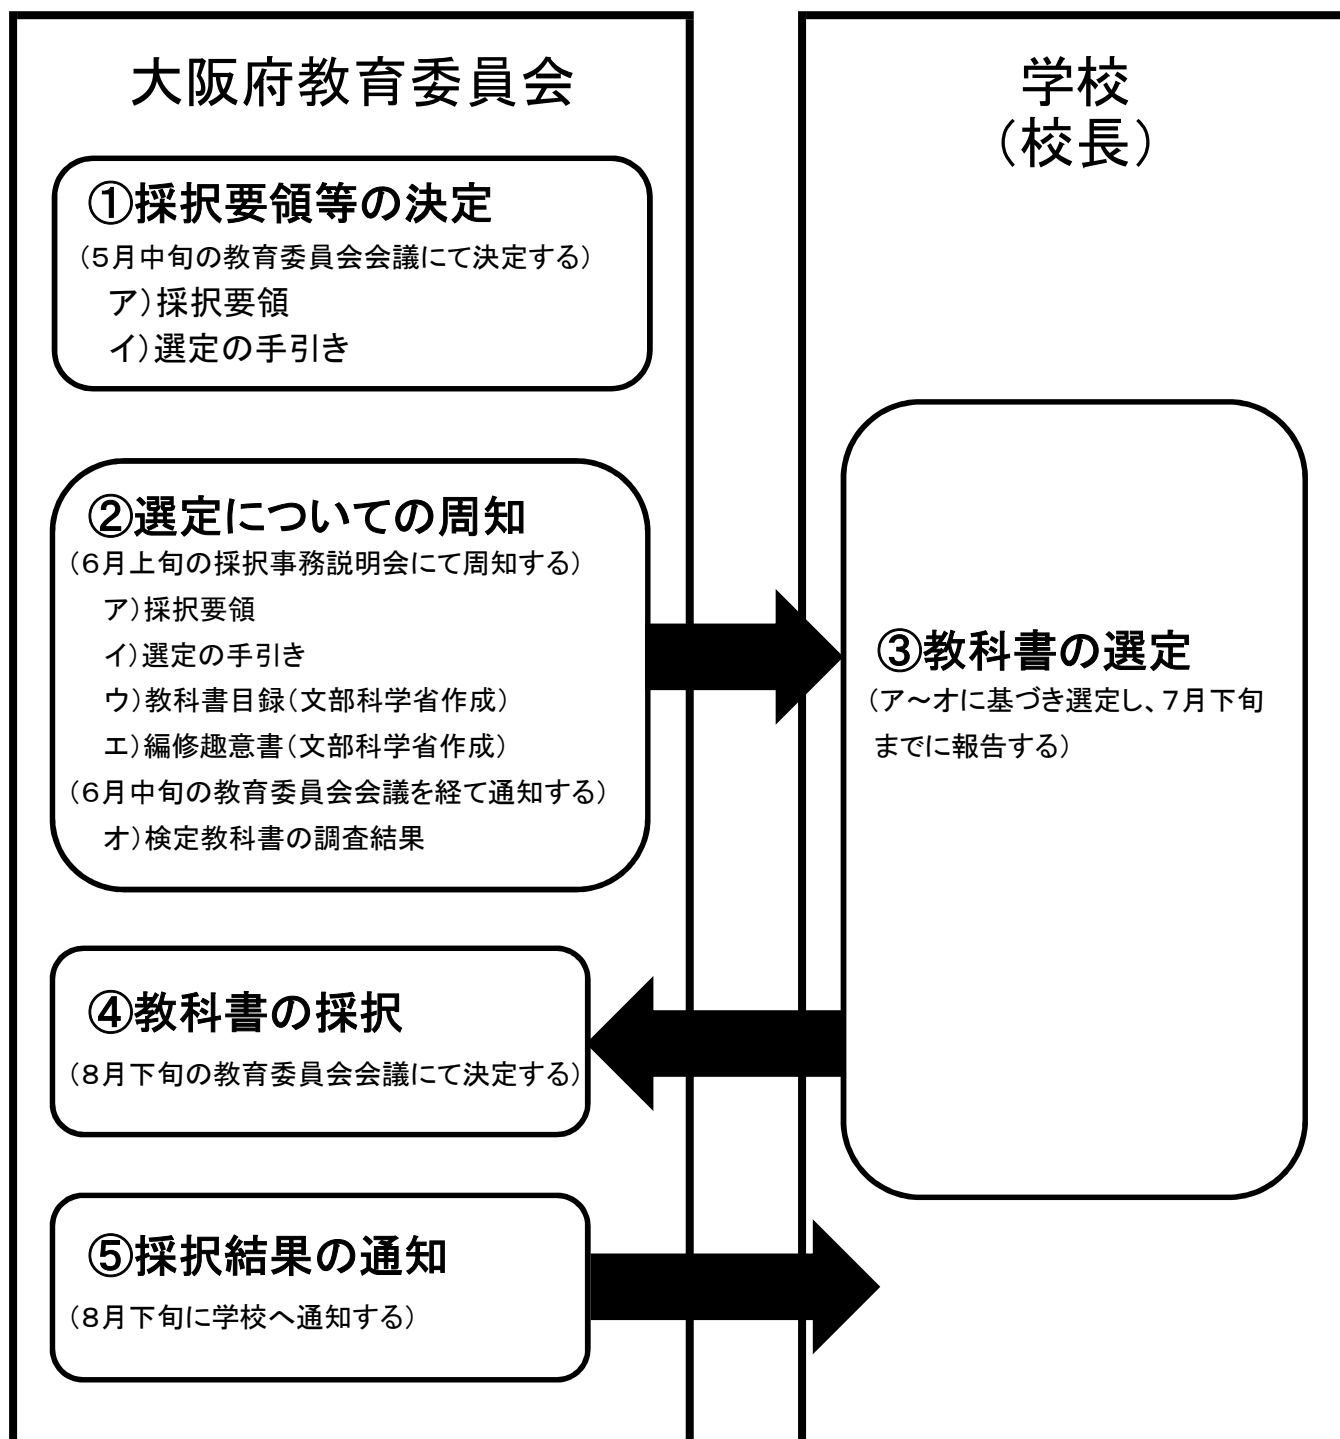 大阪府教育委員会
①採択要領等の決定
（５月中旬の教育委員会会議にて決定する）
ア）採択要領
イ）選定の手引き
②選定についての周知
（６月上旬の採択事務説明会にて周知する）
ア）採択要領
イ）選定の手引き
ウ）教科書目録（文部科学省作成）
エ）編修趣意書（文部科学省作成）
（６月中旬の教育委員会会議を経て通知する）
オ）検定教科書の調査結果
④教科書の採択
（８月下旬の教育委員会会議にて決定する）
⑤採択結果の通知
（８月下旬に学校へ通知する）
学校
（校長）
③教科書の選定
（ア～オに基づき選定し、７月下旬
までに報告する）